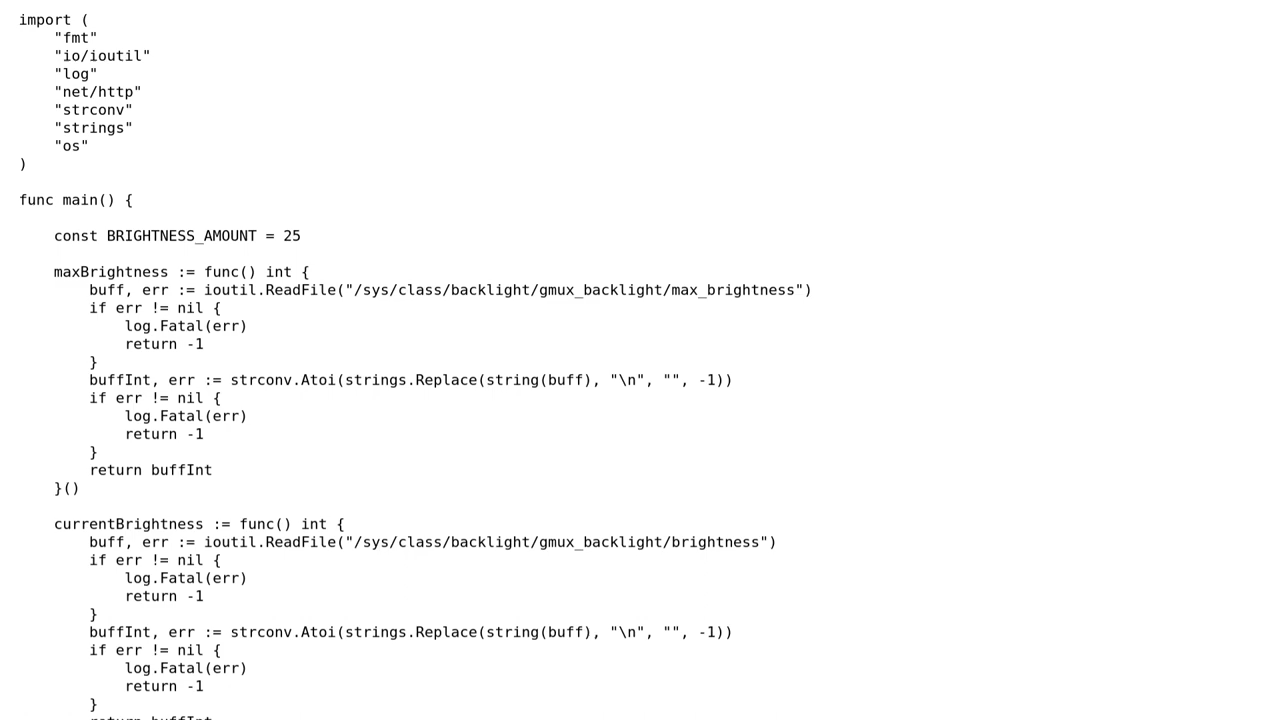 import (
    "fmt"
    "io/ioutil"
    "log"
    "net/http"
    "strconv"
    "strings"
    "os"
)

func main() {

    const BRIGHTNESS_AMOUNT = 25

    maxBrightness := func() int {
        buff, err := ioutil.ReadFile("/sys/class/backlight/gmux_backlight/max_brightness")
        if err != nil {
            log.Fatal(err)
            return -1
        }
        buffInt, err := strconv.Atoi(strings.Replace(string(buff), "\n", "", -1))
        if err != nil {
            log.Fatal(err)
            return -1
        }
        return buffInt
    }()

    currentBrightness := func() int {
        buff, err := ioutil.ReadFile("/sys/class/backlight/gmux_backlight/brightness")
        if err != nil {
            log.Fatal(err)
            return -1
        }
        buffInt, err := strconv.Atoi(strings.Replace(string(buff), "\n", "", -1))
        if err != nil {
            log.Fatal(err)
            return -1
        }
        return buffInt